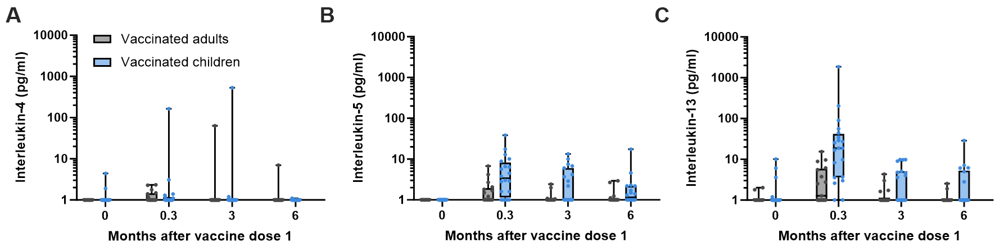 A
Interleukin-4 (pg/ml)
10000
1000
100
10
1
Vaccinated adults
Vaccinated children
0 0.3 3 6
Months after vaccine dose 1
B
Interleukin-5 (pg/ml)
10000
1000
100
10
1
0 0.3 3 6
Months after vaccine dose 1
C
Interleukin-13 (pg/ml)
10000
1000
100
10
1
0 0.3 3 6
Months after vaccine dose 1